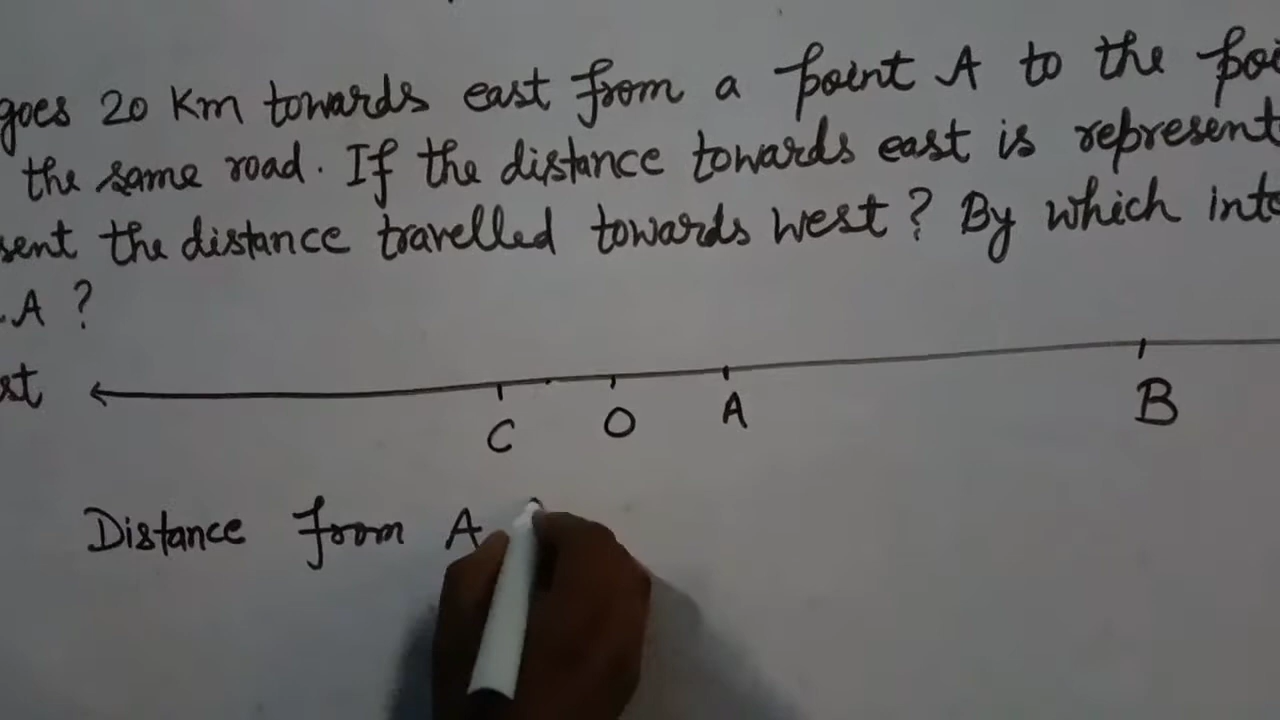 goes 20 Km towards east from a point A to the poi
the same road. If the distance towards east is represent
sent the distance travelled towards west? By which inte
A ?
st
C O A B
Distance from A